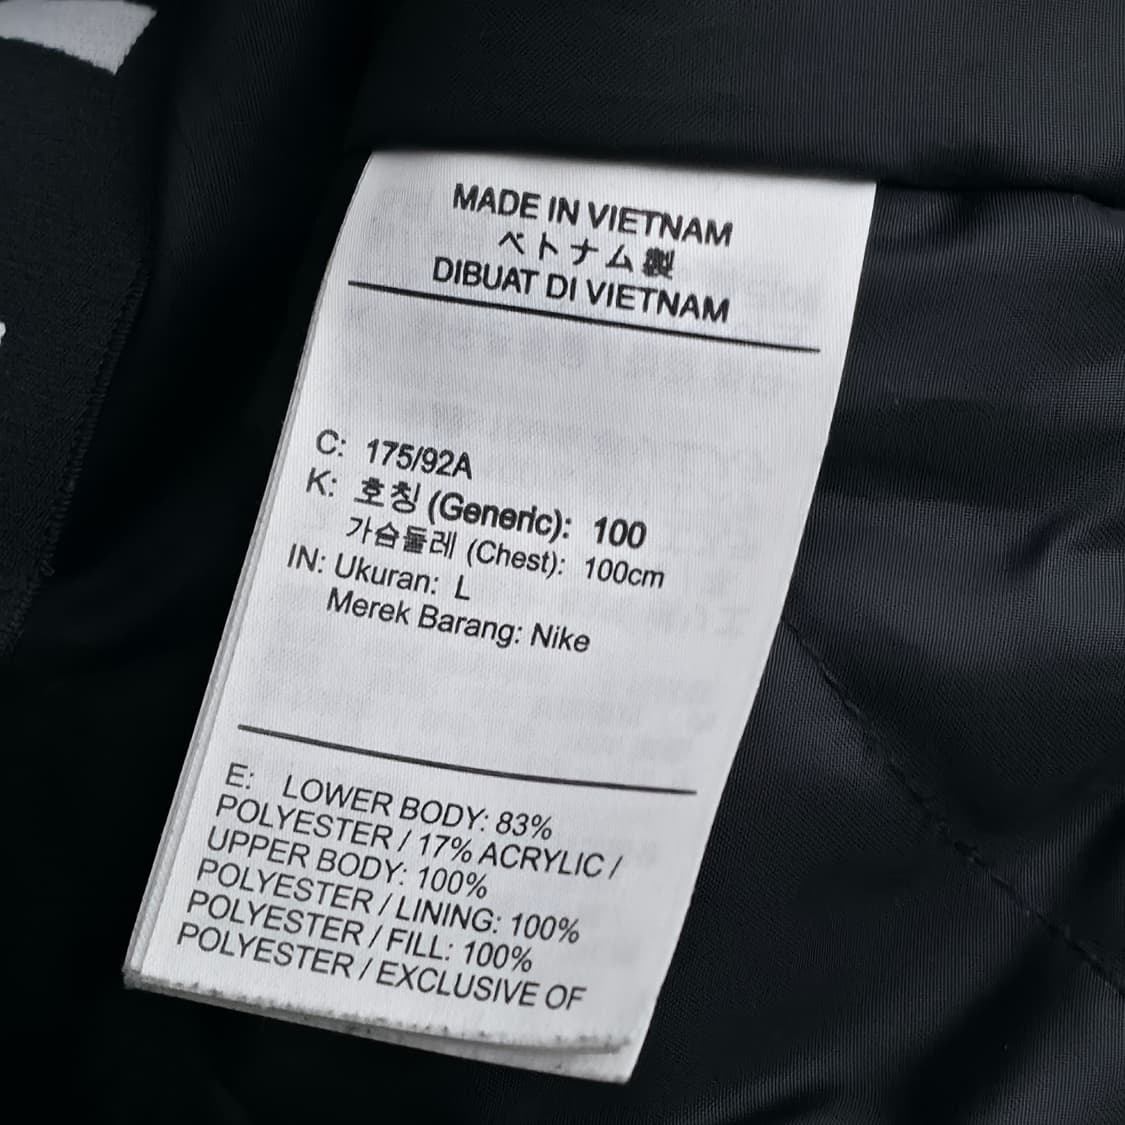 MADE IN VIETNAM
ベトナム製
DIBUAT DI VIETNAM
C: 175/92A
K: 호칭 (Generic): 100
가슴둘레 (Chest): 100cm
IN: Ukuran: L
Merek Barang: Nike
E: LOWER BODY: 83%
POLYESTER / 17% ACRYLIC /
UPPER BODY: 100%
POLYESTER / LINING: 100%
POLYESTER / FILL: 100%
POLYESTER / EXCLUSIVE OF